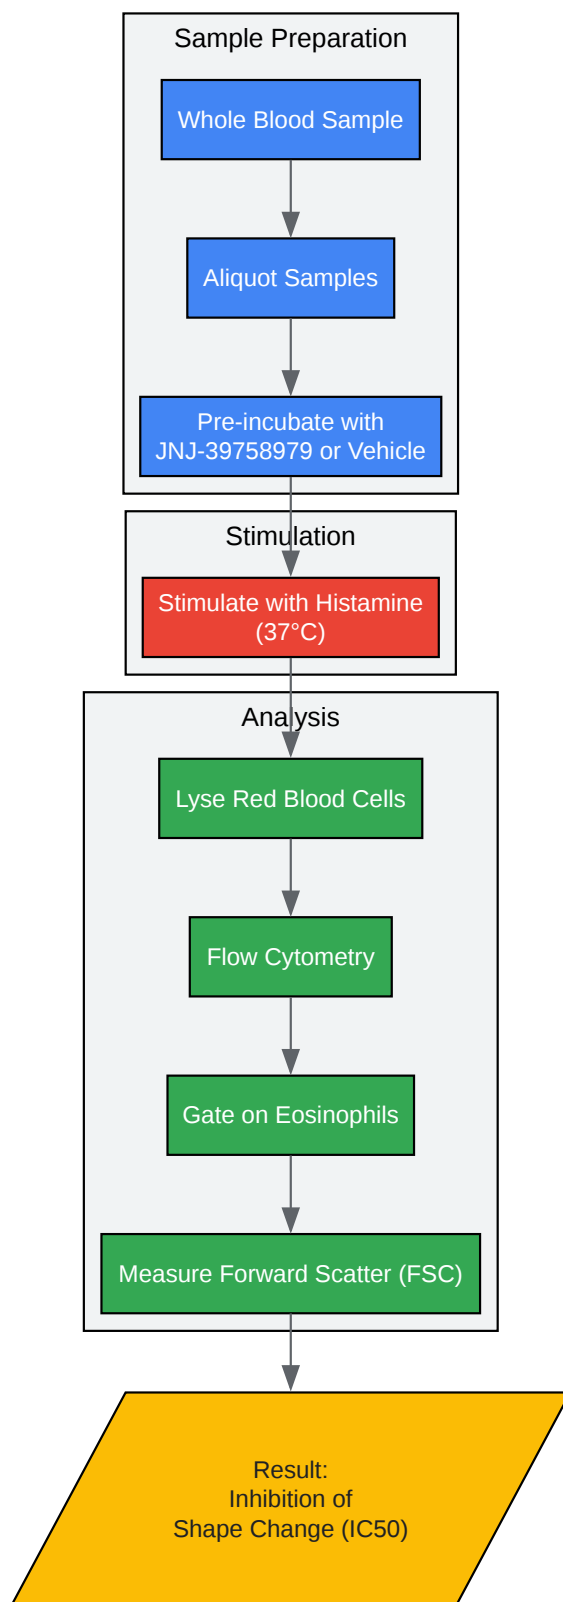 Sample Preparation
Whole Blood Sample
Aliquot Samples
Pre-incubate with
JNJ-39758979 or Vehicle
Stimulation
Stimulate with Histamine
(37°C)
Analysis
Lyse Red Blood Cells
Flow Cytometry
Gate on Eosinophils
Measure Forward Scatter (FSC)
Result:
Inhibition of
Shape Change (IC50)